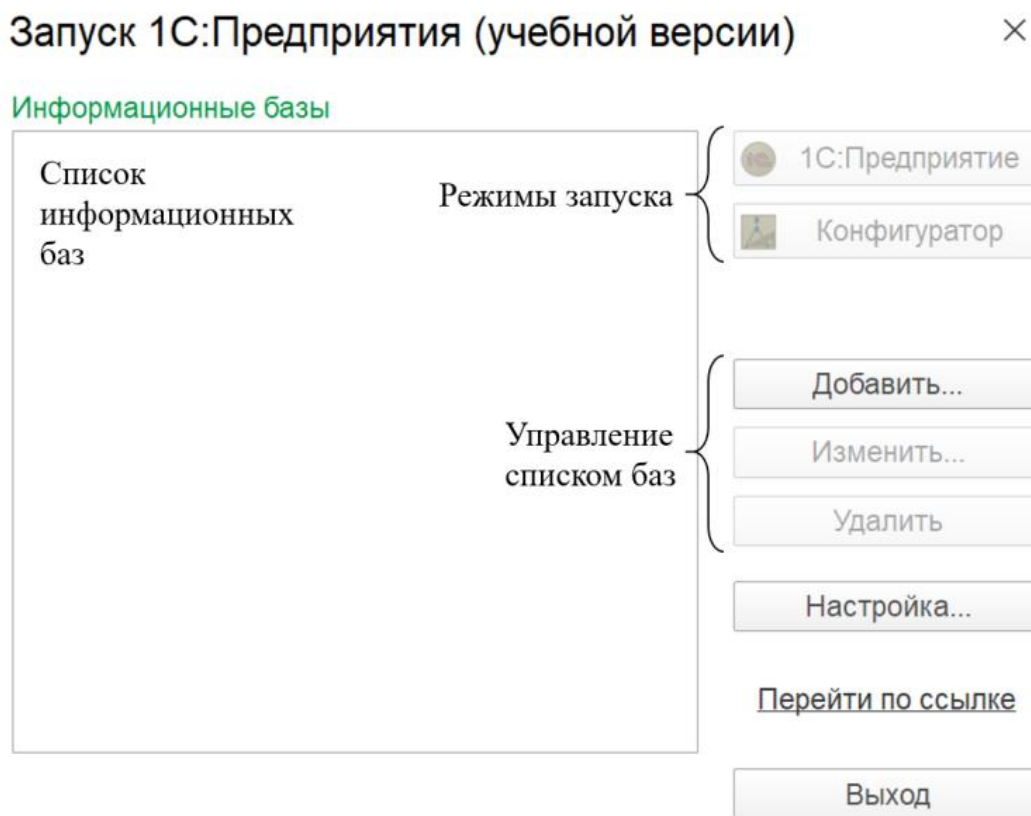 Запуск 1С:Предприятия (учебной версии)
Информационные базы
Список
информационных
баз
Режимы запуска
1С:Предприятие
Конфигуратор
Управление
списком баз
Добавить...
Изменить...
Удалить
Настройка...
Перейти по ссылке
Выход